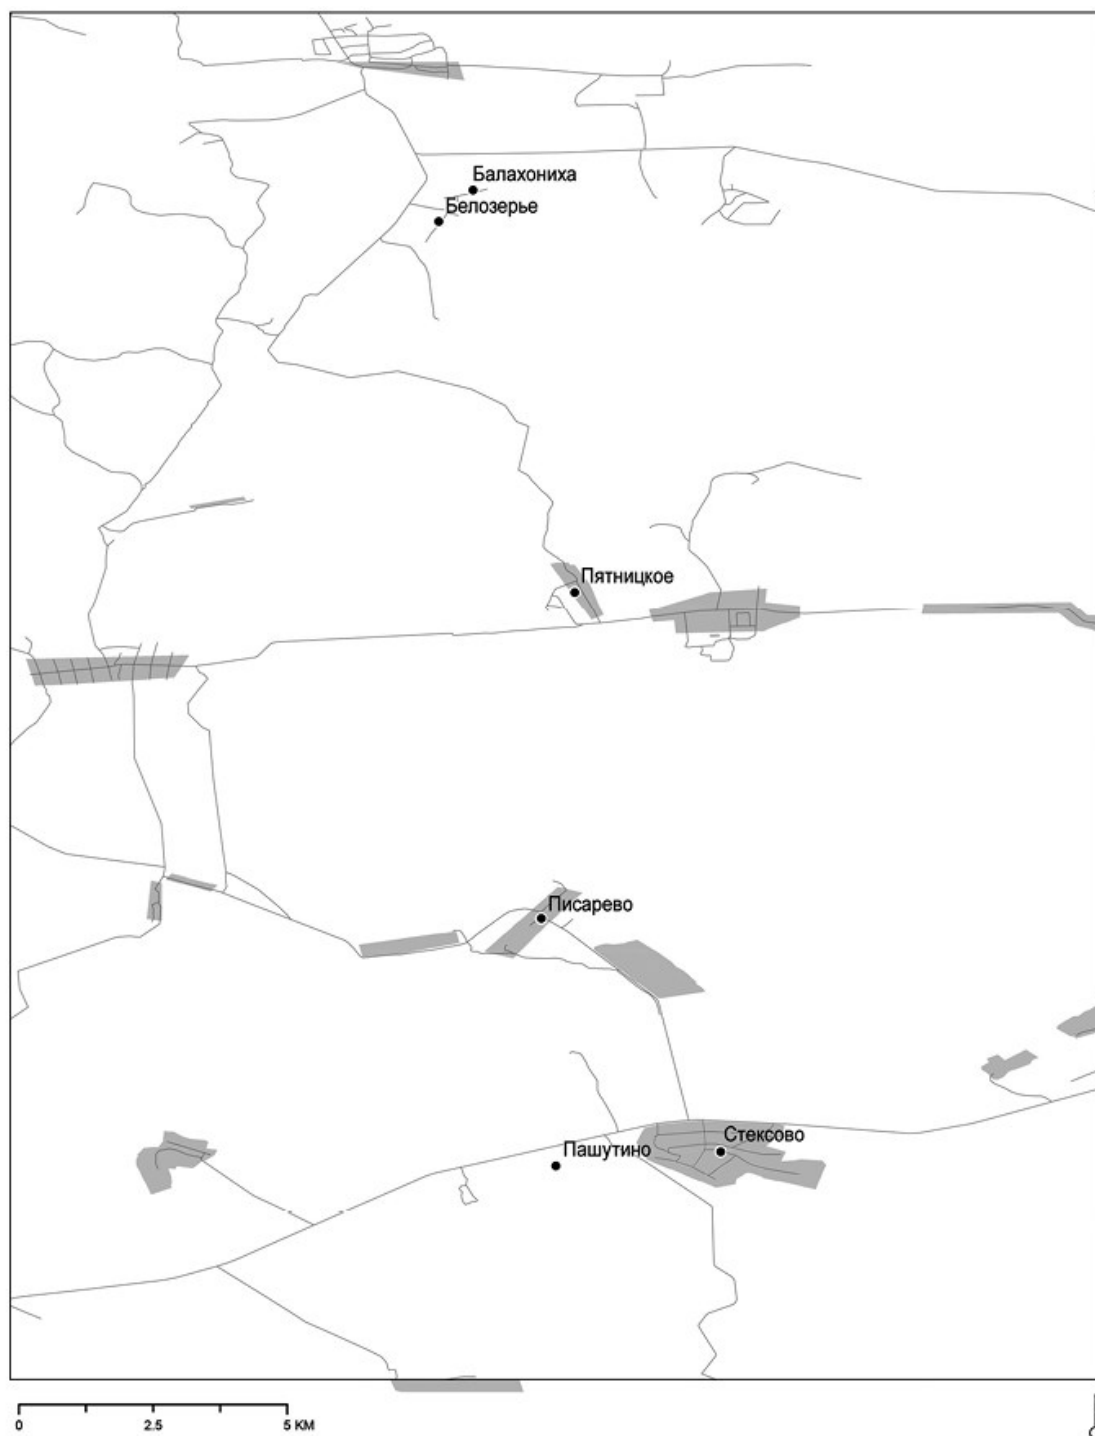 Балахониха
Белозерье
Пятницкое
Писарево
Стексово
Пашутино
0 2.5 5 КМ